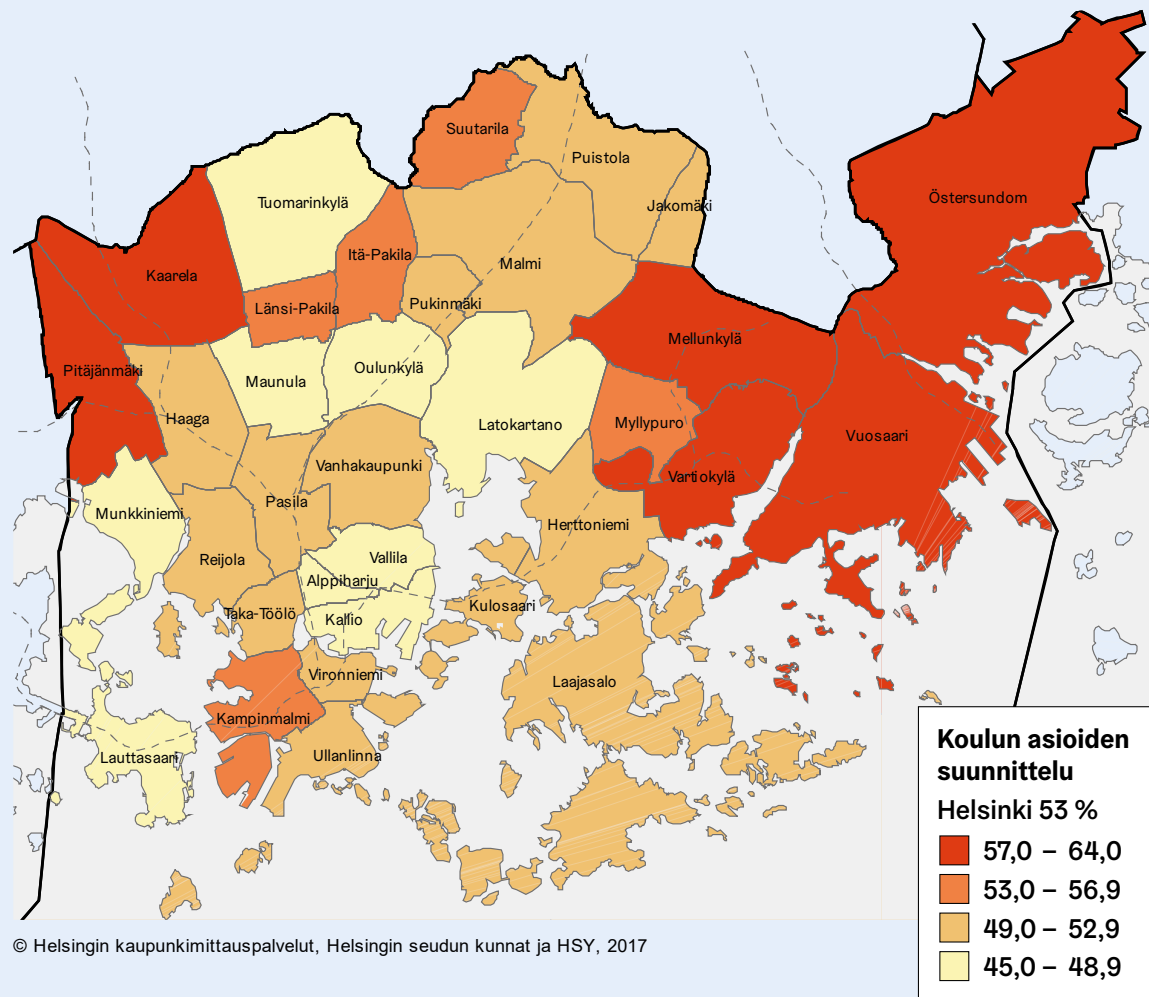 Suutarila
Puistola
Östersundom
Tuomarinkylä
Jakomäki
Itä-Pakila
Malmi
Kaarela
Pukinmäki
Länsi-Pakila
Mellunkylä
Pitäjänmäki
Oulunkylä
Maunula
Haaga
Latokartano
Myllypuro
Vuosaari
Vanhakaupunki
Vartiokylä
Pasila
Munkkiniemi
Herttoniemi
Reijola
Vallila
Alppiharju
Kulosaari
Taka-Töölö
Kallio
Vironniemi
Laajasalo
Kampinmalmi
Ullanlinna
Lauttasaari
Koulun asioiden
suunnittelu
Helsinki 53 %
57,0 – 64,0
53,0 – 56,9
49,0 – 52,9
45,0 – 48,9
© Helsingin kaupunkimittauspalvelut, Helsingin seudun kunnat ja HSY, 2017